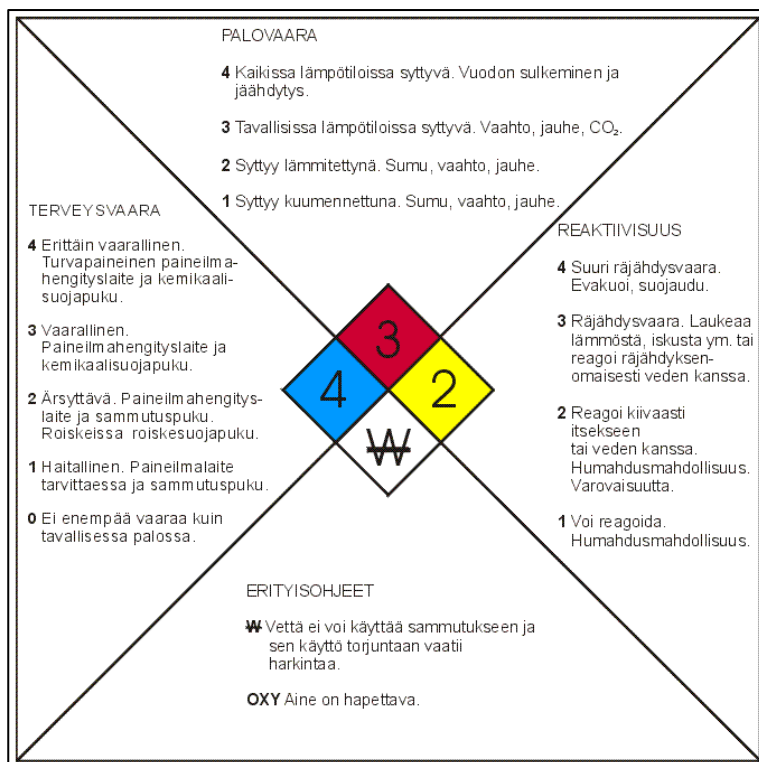 PALOVAARA
4 Kaikissa lämpötiloissa syttyvä. Vuodon sulkeminen ja
jäähdytys.
3 Tavallisissa lämpötiloissa syttyvä. Vaahto, jauhe, CO₂.
2 Syttyy lämmitettynä. Sumu, vaahto, jauhe.
1 Syttyy kuumennettuna. Sumu, vaahto, jauhe.
TERVEYSVAARA
4 Erittäin vaarallinen.
Turvapaineinen paineilma-
hengityslaite ja kemikaali-
suojapuku.
3 Vaarallinen.
Paineilmahengityslaite ja
kemikaalisuojapuku.
2 Ärsyttävä. Paineilmahengitys-
laite ja sammutuspuku.
Roiskeissa roiskesuojapuku.
1 Haitallinen. Paineilmalaite
tarvittaessa ja sammutuspuku.
0 Ei enempää vaaraa kuin
tavallisessa palossa.
REAKTIIVISUUS
4 Suuri räjähdysvaara.
Evakuoi, suojaudu.
3 Räjähdysvaara. Laukeaa
lämmöstä, iskusta ym. tai
reagoi räjähdyksen-
omaisesti veden kanssa.
2 Reagoi kiivaasti
itsekseen
tai veden kanssa.
Humahdusmahdollisuus.
Varovaisuutta.
1 Voi reagoida.
Humahdusmahdollisuus.
3
4
2
W
ERITYISOHJEET
W Vettä ei voi käyttää sammutukseen ja
sen käyttö torjuntaan vaatii
harkintaa.
OXY Aine on hapettava.